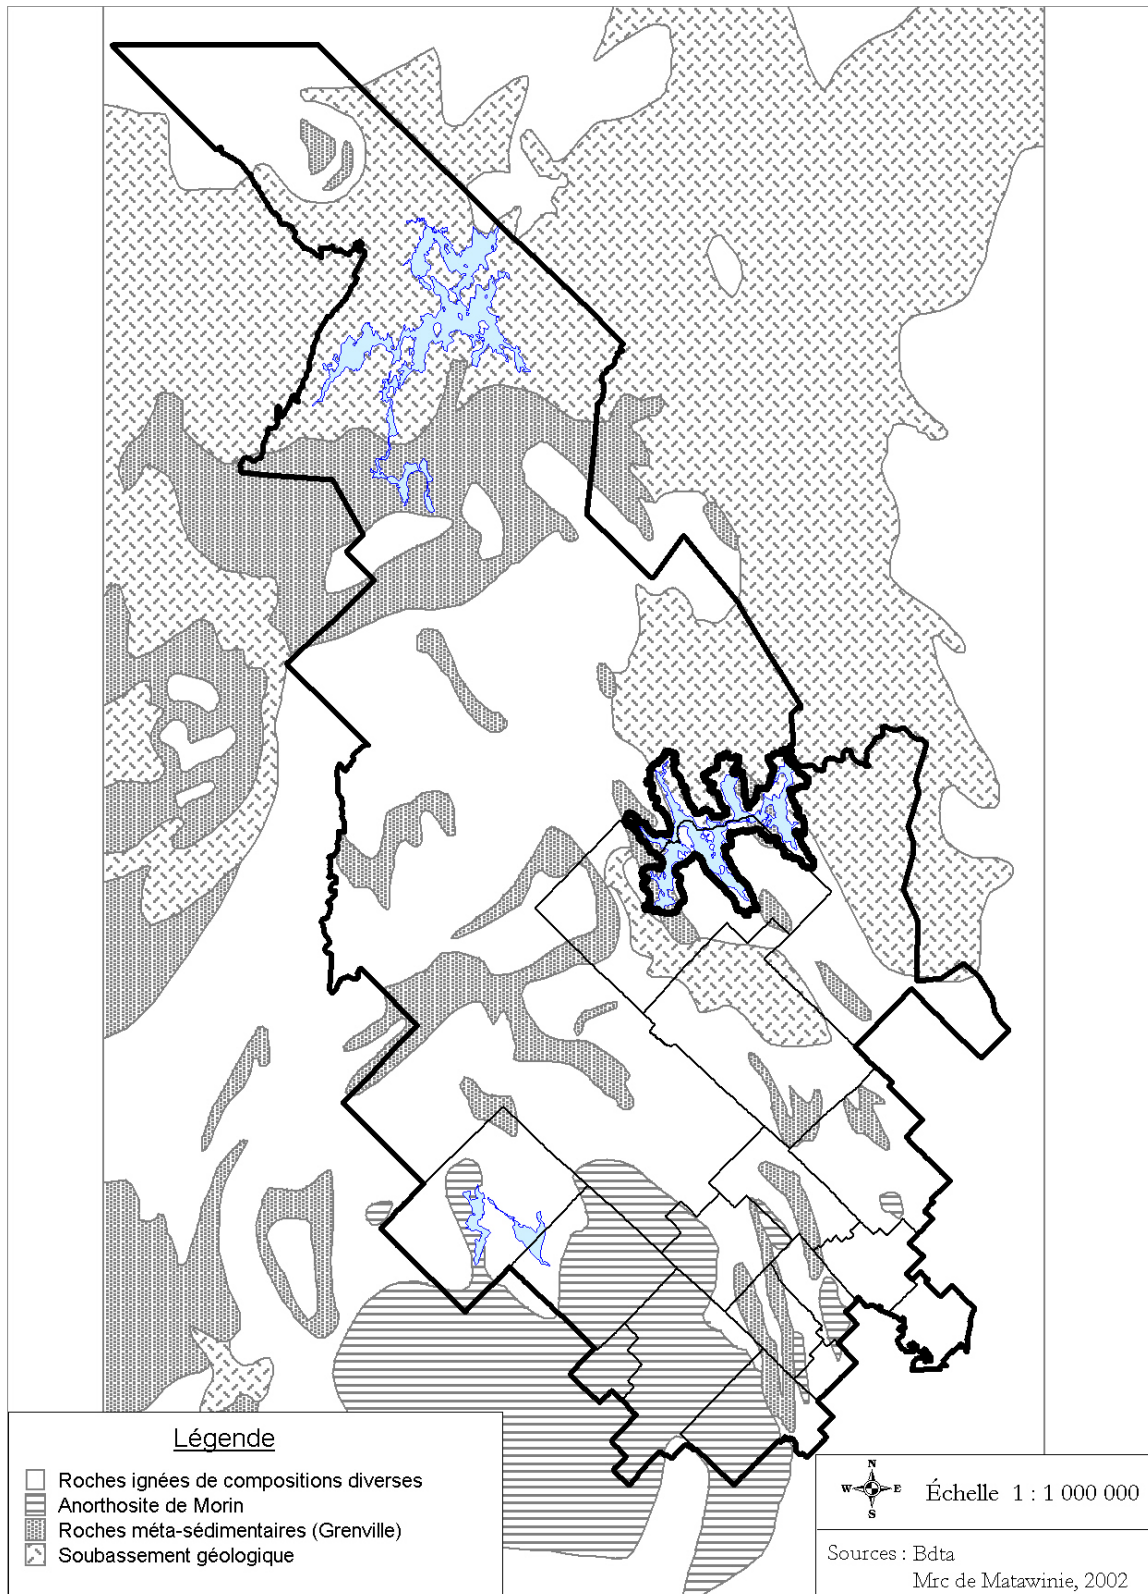 Légende
Roches ignées de compositions diverses
Anorthosite de Morin
Roches méta-sédimentaires (Grenville)
Soubassement géologique
N
W E
S
Échelle 1 : 1 000 000
Sources : Bdta
Mrc de Matawinie, 2002